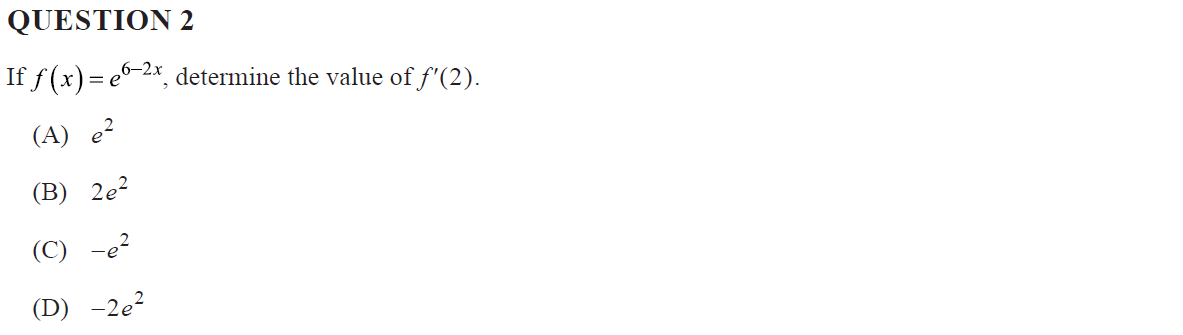 QUESTION 2
If f(x) = e^{6−2x}, determine the value of f′(2).
(A) e^2
(B) 2e^2
(C) −e^2
(D) −2e^2